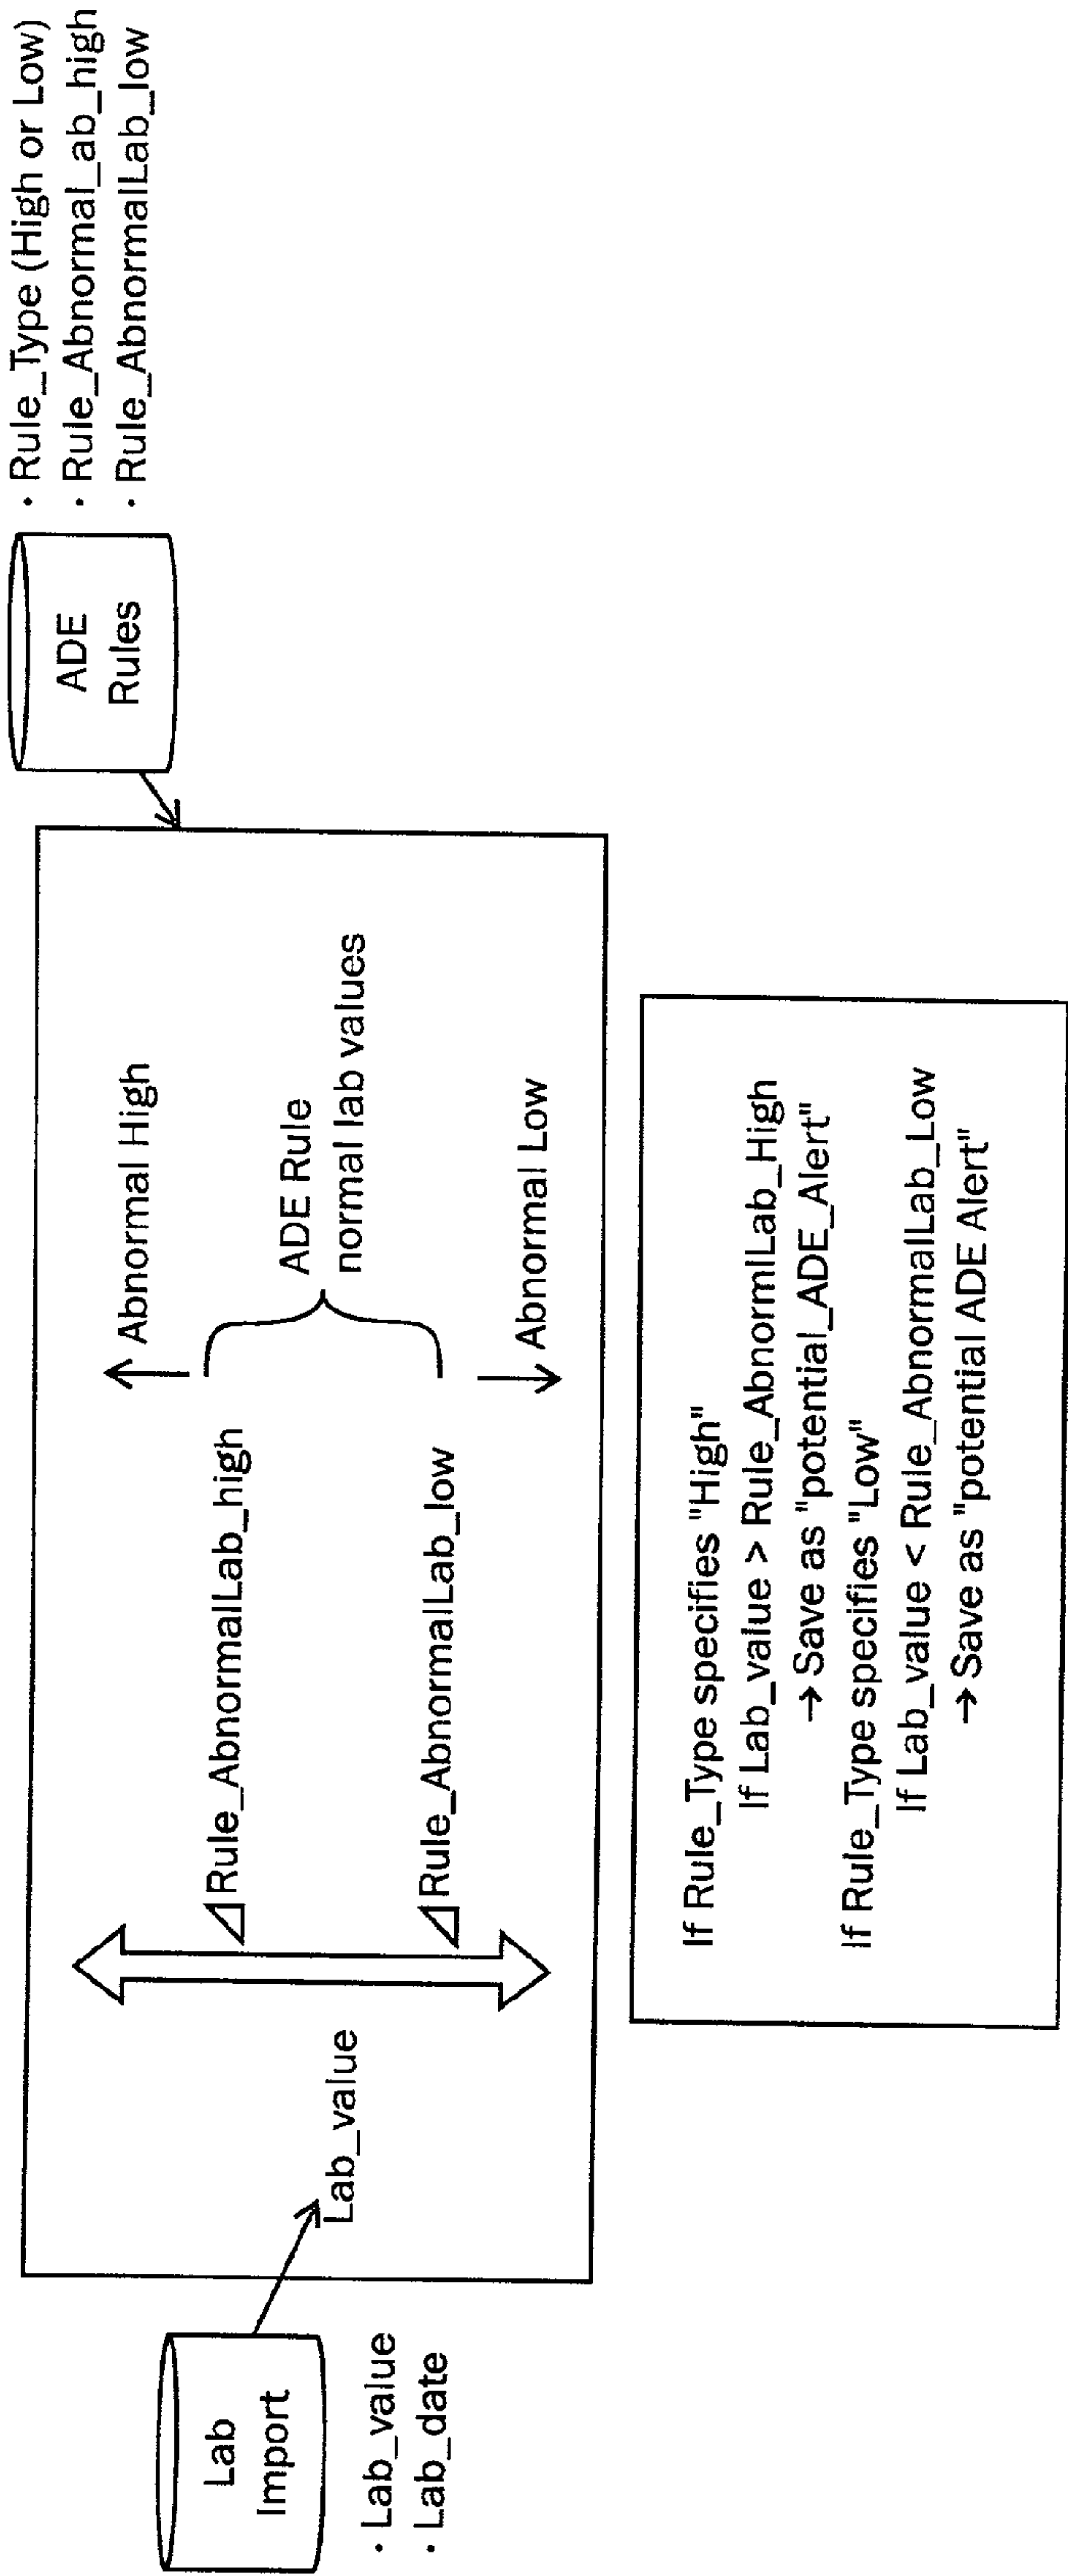 Lab
Import
· Lab_value
· Lab_date
Lab_value
Rule_AbnormalLab_high
Rule_AbnormalLab_low
Abnormal High
ADE Rule
normal lab values
Abnormal Low
ADE
Rules
· Rule_Type (High or Low)
· Rule_Abnormal_ab_high
· Rule_AbnormalLab_low
If Rule_Type specifies "High"
If Lab_value > Rule_AbnormlLab_High
→ Save as "potential_ADE_Alert"
If Rule_Type specifies "Low"
If Lab_value < Rule_AbnormalLab_Low
→ Save as "potential ADE Alert"